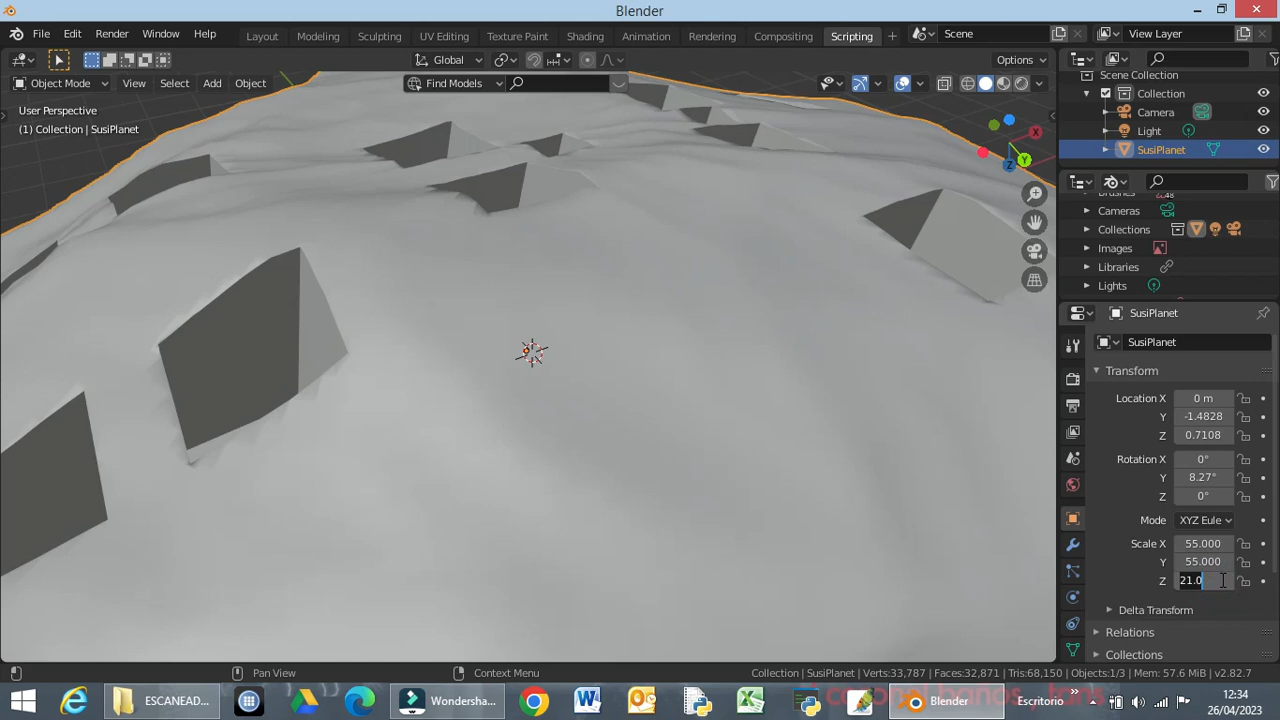 Blender
File Edit Render Window Help
Layout Modeling Sculpting UV Editing Texture Paint Shading Animation Rendering Compositing Scripting
Scene
View Layer
Global
Options
Object Mode View Select Add Object
Find Models
User Perspective
(1) Collection | SusiPlanet
X
Y
Z
Scene Collection
Collection
Camera
Light
SusiPlanet
Brushes 48
Cameras
Collections
Images
Libraries
Lights
SusiPlanet
SusiPlanet
Transform
Location X 0 m
Y -1.4828
Z 0.7108
Rotation X 0°
Y 8.27°
Z 0°
Mode XYZ Eule
Scale X 55.000
Y 55.000
Z 21.0
Delta Transform
Relations
Collections
Pan View
Context Menu
Collection | SusiPlanet | Verts:33,787 | Faces:32,871 | Tris:68,150 | Objects:1/3 | Mem: 57.6 MiB | v2.82.7
ESCANEAD...
Wondersha...
Blender
Escritorio
12:34
26/04/2023